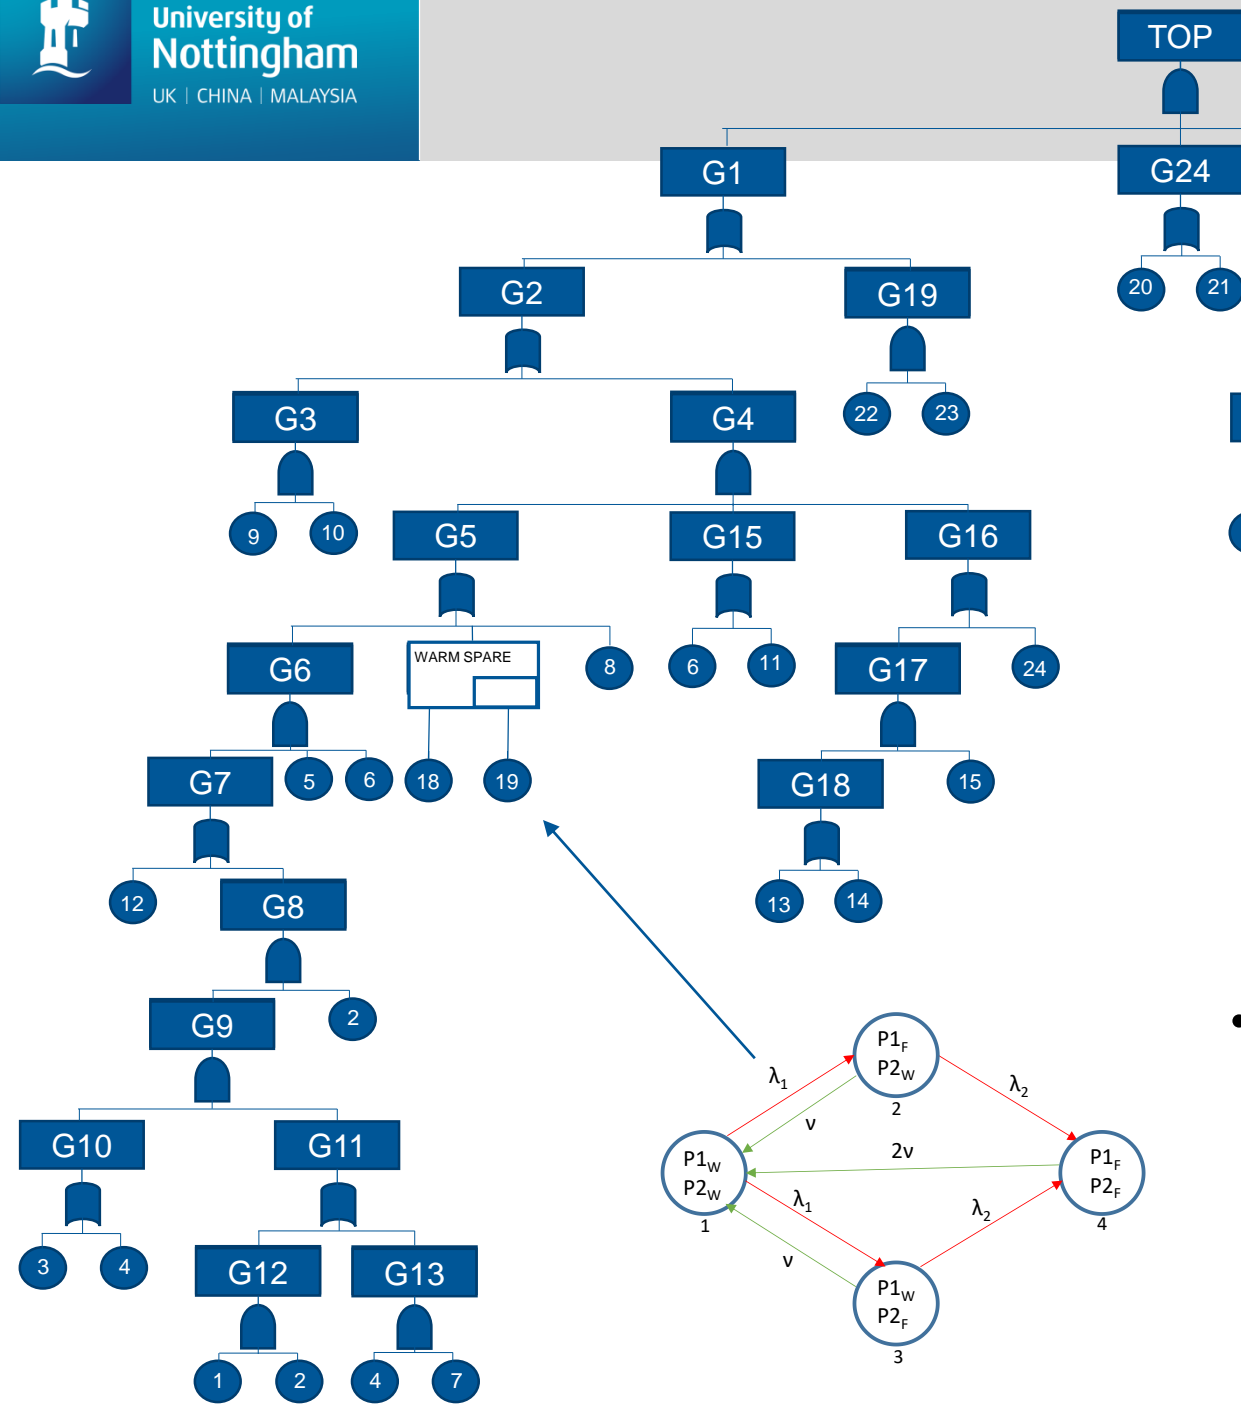 University of
Nottingham
UK | CHINA | MALAYSIA
TOP
G1
G24
G2
G19
20
21
G3
G4
22
23
9
10
G5
G15
G16
G6
WARM SPARE
8
6
11
G17
24
G7
5
6
18
19
G18
15
12
G8
13
14
G9
2
P1F
P2W
2
λ1
λ2
ν
G10
G11
2ν
P1W
P2W
1
P1F
P2F
4
λ1
λ2
3
4
G12
G13
ν
P1W
P2F
3
1
2
4
7